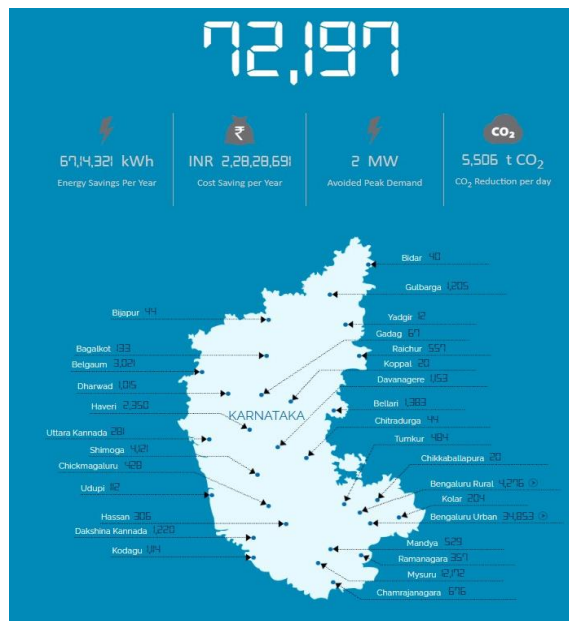 72,197
67,14,321 kWh
Energy Savings Per Year
INR 2,28,28,691
Cost Saving per Year
2 MW
Avoided Peak Demand
CO₂
5,506 t CO₂
CO₂ Reduction per day
Bidar 40
Gulbarga 1,205
Bijapur 44
Yadgir 12
Gadag 67
Bagalkot 133
Raichur 557
Belgaum 3,021
Koppal 20
Dharwad 1,015
Davanagere 1,153
Haveri 2,350
Bellari 1,383
KARNATAKA
Chitradurga 44
Uttara Kannada 281
Tumkur 484
Shimoga 4,121
Chikkaballapura 20
Chickmagaluru 428
Bengaluru Rural 4,276
Udupi 112
Kolar 204
Hassan 306
Bengaluru Urban 34,853
Dakshina Kannada 1,220
Mandya 529
Kodagu 1,114
Ramanagara 357
Mysuru 12,172
Chamrajanagara 676